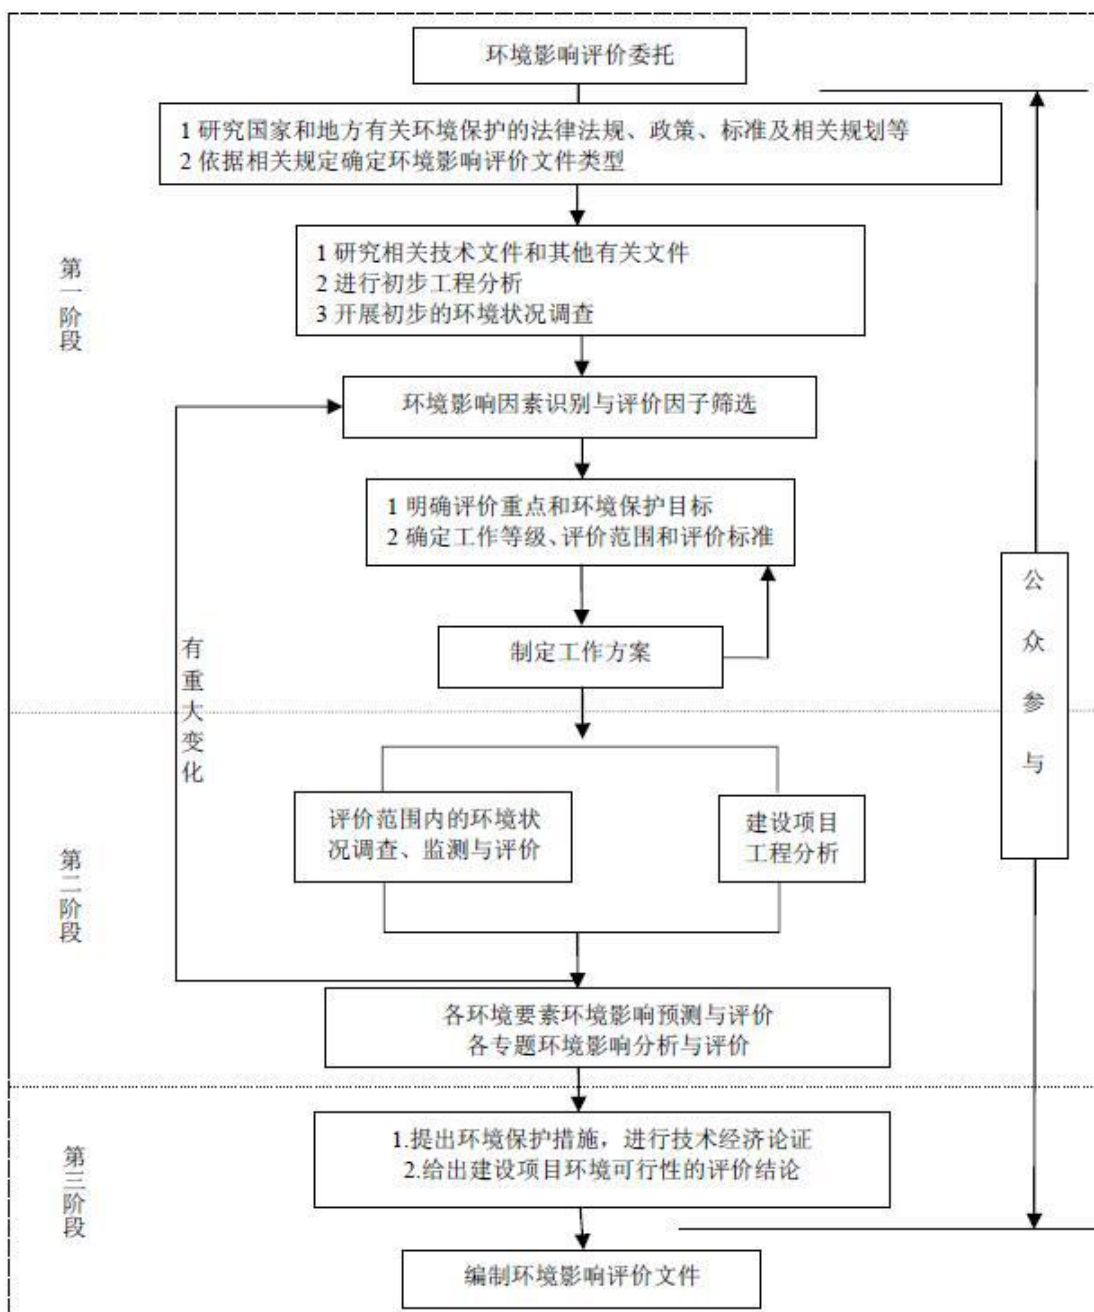 环境影响评价委托
1 研究国家和地方有关环境保护的法律法规、政策、标准及相关规划等
2 依据相关规定确定环境影响评价文件类型
第一阶段
1 研究相关技术文件和其他有关文件
2 进行初步工程分析
3 开展初步的环境状况调查
环境影响因素识别与评价因子筛选
1 明确评价重点和环境保护目标
2 确定工作等级、评价范围和评价标准
制定工作方案
有重大变化
公众参与
第二阶段
评价范围内的环境状
况调查、监测与评价
建设项目
工程分析
各环境要素环境影响预测与评价
各专题环境影响分析与评价
第三阶段
1.提出环境保护措施，进行技术经济论证
2.给出建设项目环境可行性的评价结论
编制环境影响评价文件